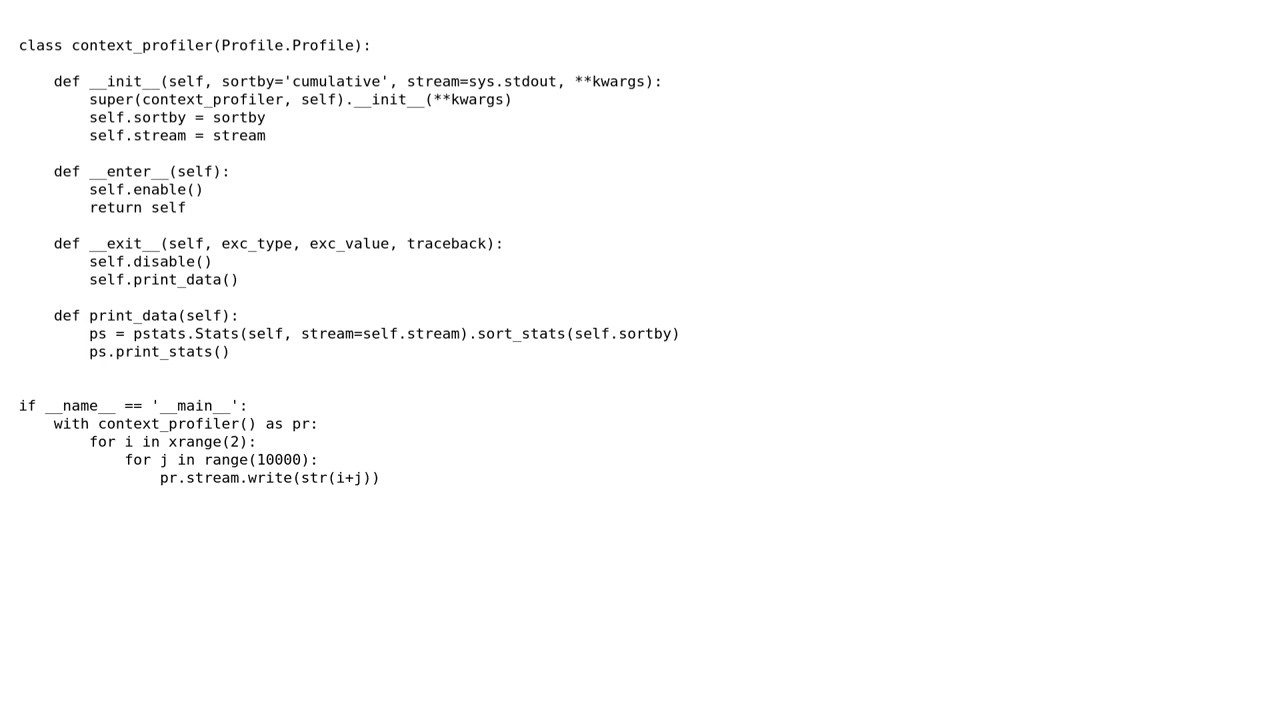 class context_profiler(Profile.Profile):

    def __init__(self, sortby='cumulative', stream=sys.stdout, **kwargs):
        super(context_profiler, self).__init__(**kwargs)
        self.sortby = sortby
        self.stream = stream

    def __enter__(self):
        self.enable()
        return self

    def __exit__(self, exc_type, exc_value, traceback):
        self.disable()
        self.print_data()

    def print_data(self):
        ps = pstats.Stats(self, stream=self.stream).sort_stats(self.sortby)
        ps.print_stats()


if __name__ == '__main__':
    with context_profiler() as pr:
        for i in xrange(2):
            for j in range(10000):
                pr.stream.write(str(i+j))